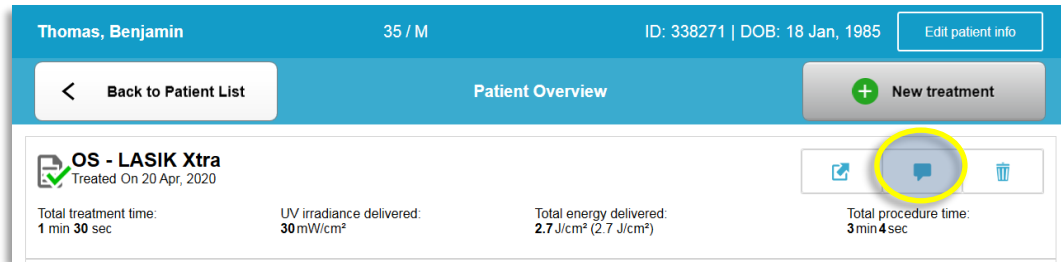 Thomas, Benjamin 35 / M ID: 338271 | DOB: 18 Jan, 1985 Edit patient info
Back to Patient List Patient Overview New treatment
OS - LASIK Xtra
Treated On 20 Apr, 2020
Total treatment time: UV irradiance delivered: Total energy delivered: Total procedure time:
1 min 30 sec 30 mW/cm² 2.7 J/cm² (2.7 J/cm²) 3 min 4 sec